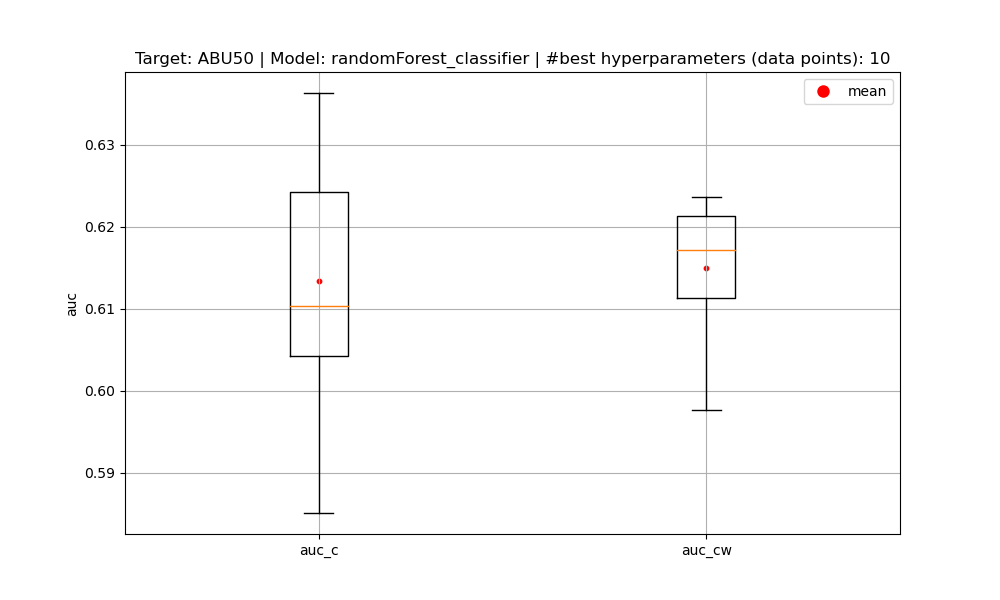 Target: ABU50 | Model: randomForest_classifier | #best hyperparameters (data points): 10
mean
0.63
0.62
0.61
0.60
0.59
auc
auc_c
auc_cw